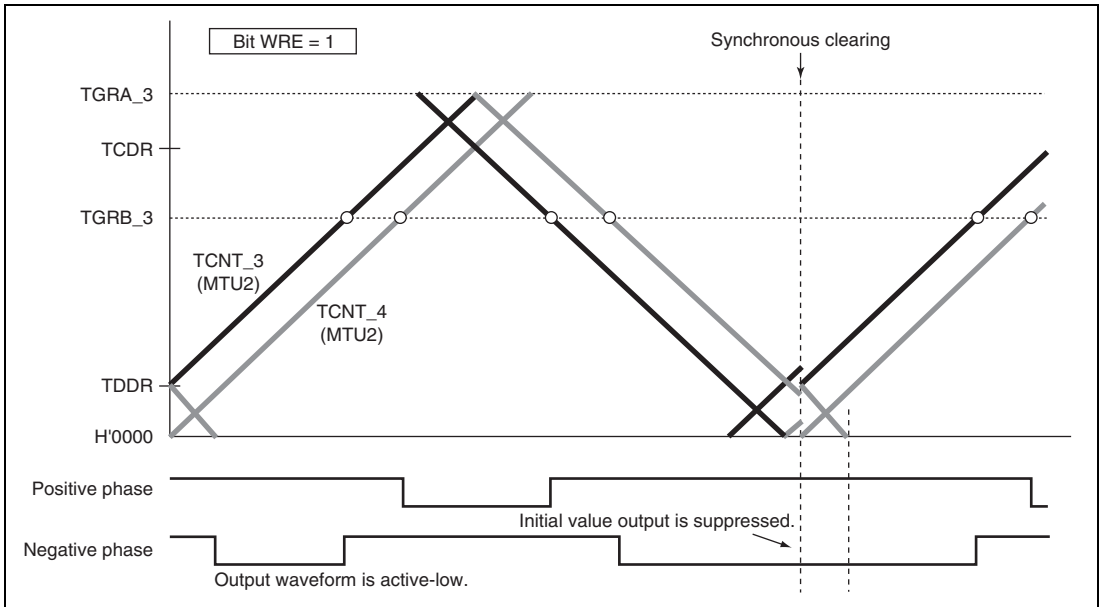 Bit WRE = 1
Synchronous clearing
TGRA_3
TCDR
TGRB_3
TCNT_3
(MTU2)
TCNT_4
(MTU2)
TDDR
H'0000
Positive phase
Initial value output is suppressed.
Negative phase
Output waveform is active-low.